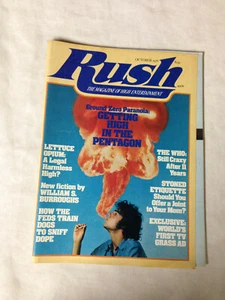 OCTOBER
Rush
THE MAGAZINE OF HIGH ENTERTAINMENT
Ground Zero Paranoia:
GETTING
HIGH
IN THE
PENTAGON
LETTUCE
OPIUM:
A Legal
Harmless
High?
New fiction by
WILLIAM S.
BURROUGHS
HOW THE
FEDS TRAIN
DOGS
TO SNIFF
DOPE
THE WHO:
Still Crazy
After 11
Years
STONED
ETIQUETTE
Should You
Offer a Joint
to Your Mom?
EXCLUSIVE:
WORLD'S
FIRST TV
GRASS AD